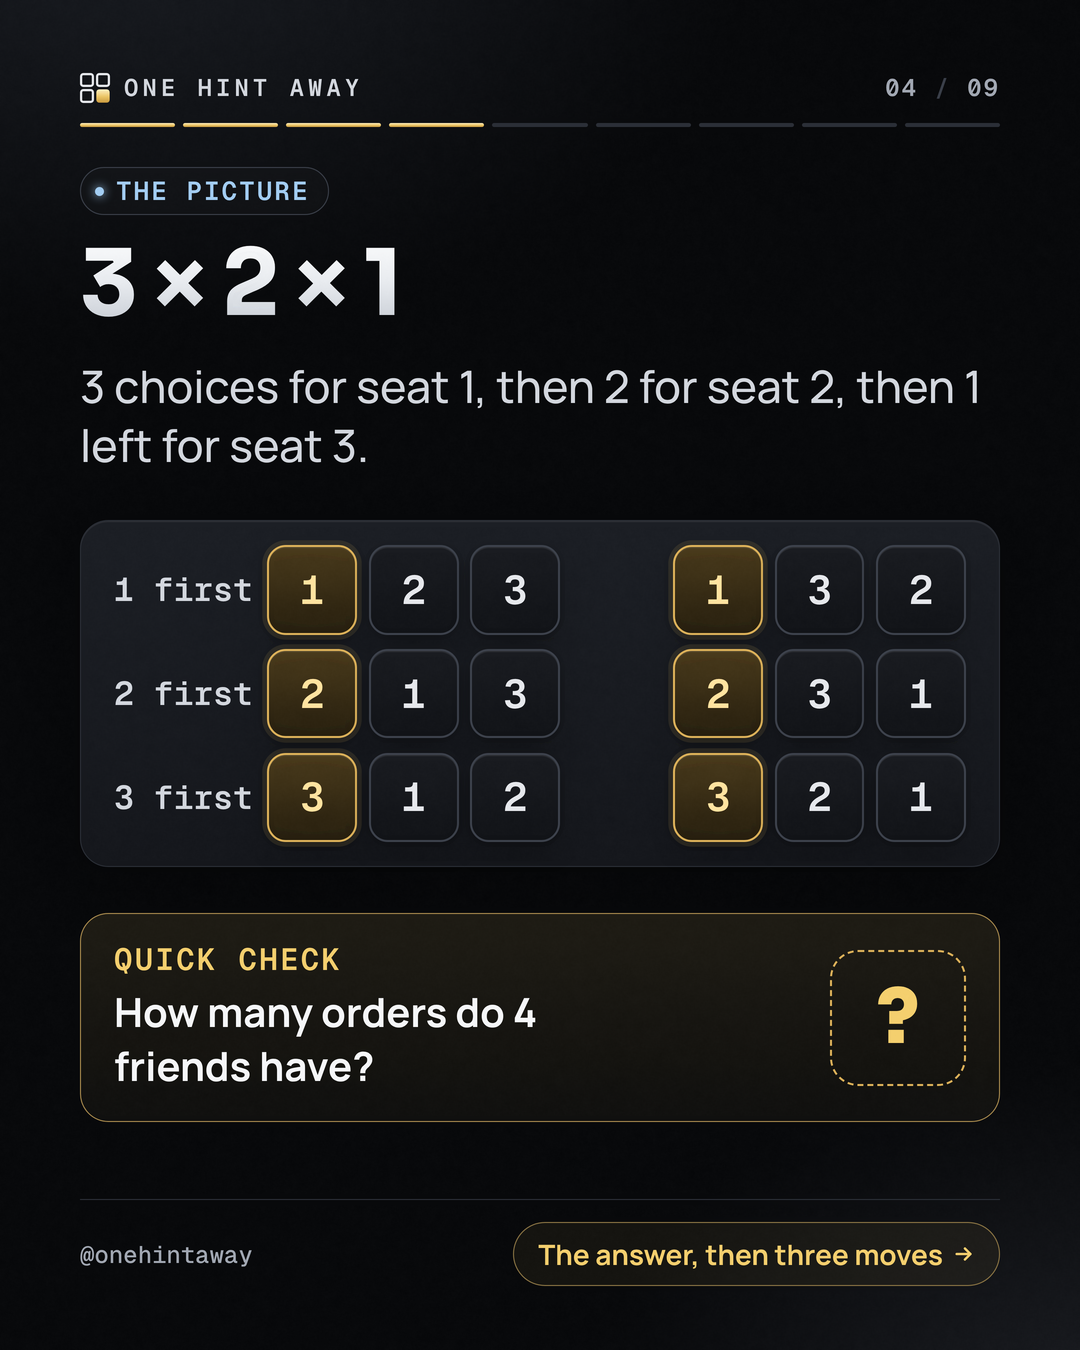 ONE HINT AWAY
04 / 09
THE PICTURE
3×2×1
3 choices for seat 1, then 2 for seat 2, then 1
left for seat 3.
1 first 1 2 3 1 3 2
2 first 2 1 3 2 3 1
3 first 3 1 2 3 2 1
QUICK CHECK
How many orders do 4
friends have?
?
@onehintaway
The answer, then three moves →